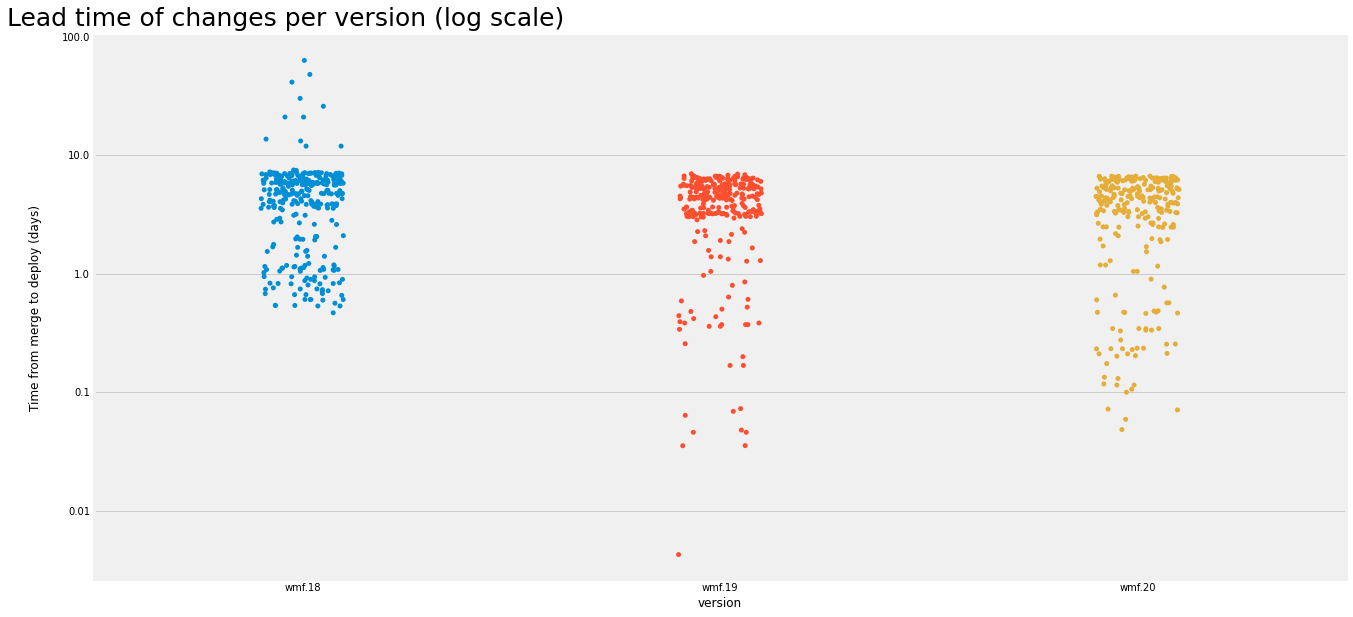 Lead time of changes per version (log scale)
100.0
10.0
1.0
0.1
0.01
Time from merge to deploy (days)
wmf.18
wmf.19
wmf.20
version